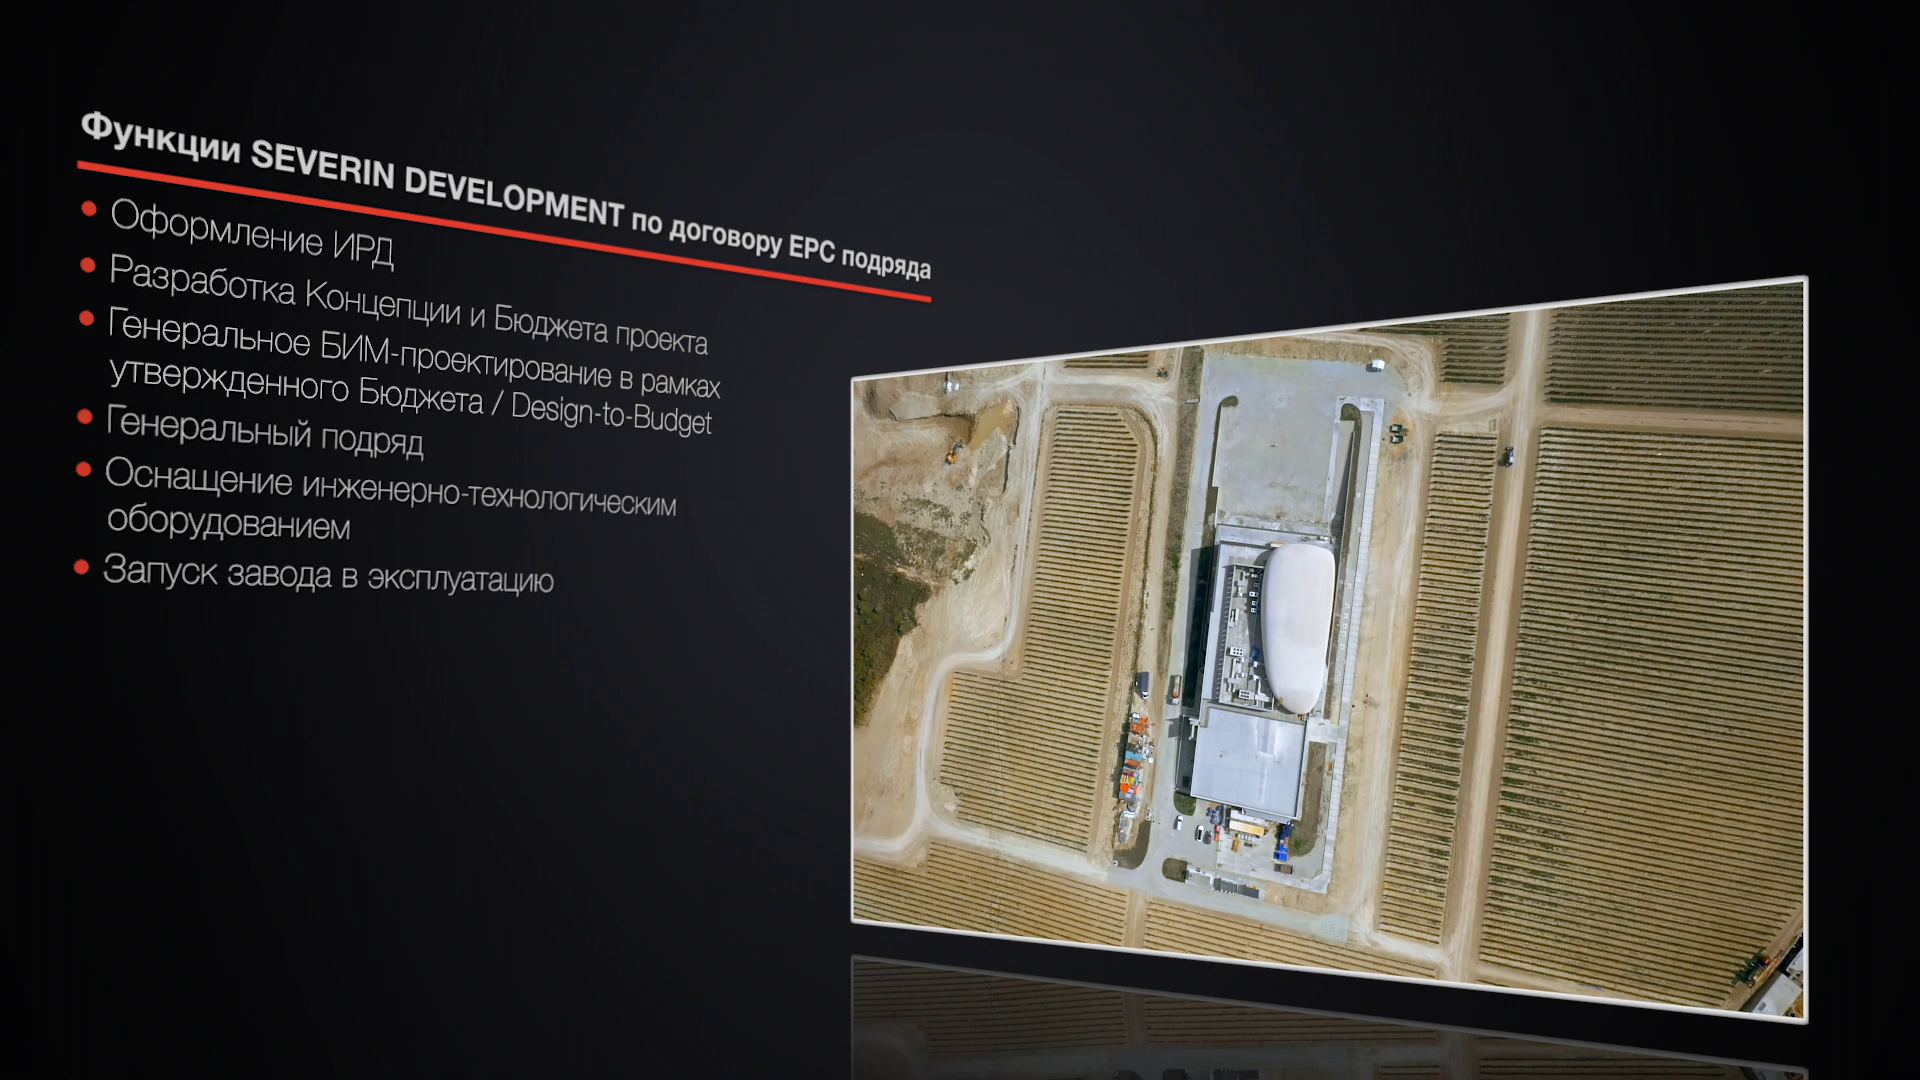 Функции SEVERIN DEVELOPMENT по договору EPC подряда
Оформление ИРД
Разработка Концепции и Бюджета проекта
Генеральное БИМ-проектирование в рамках
утвержденного Бюджета / Design-to-Budget
Генеральный подряд
Оснащение инженерно-технологическим
оборудованием
Запуск завода в эксплуатацию